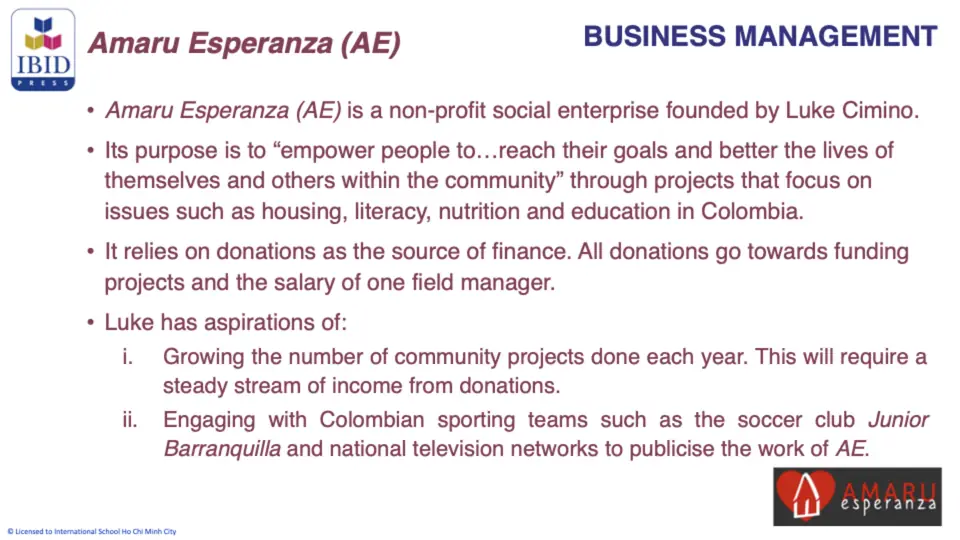 IBID
PRESS
Amaru Esperanza (AE)
BUSINESS MANAGEMENT
• Amaru Esperanza (AE) is a non-profit social enterprise founded by Luke Cimino.
• Its purpose is to “empower people to…reach their goals and better the lives of
themselves and others within the community” through projects that focus on
issues such as housing, literacy, nutrition and education in Colombia.
• It relies on donations as the source of finance. All donations go towards funding
projects and the salary of one field manager.
• Luke has aspirations of:
i. Growing the number of community projects done each year. This will require a
steady stream of income from donations.
ii. Engaging with Colombian sporting teams such as the soccer club Junior
Barranquilla and national television networks to publicise the work of AE.
AMARU
esperanza
© Licensed to International School Ho Chi Minh City